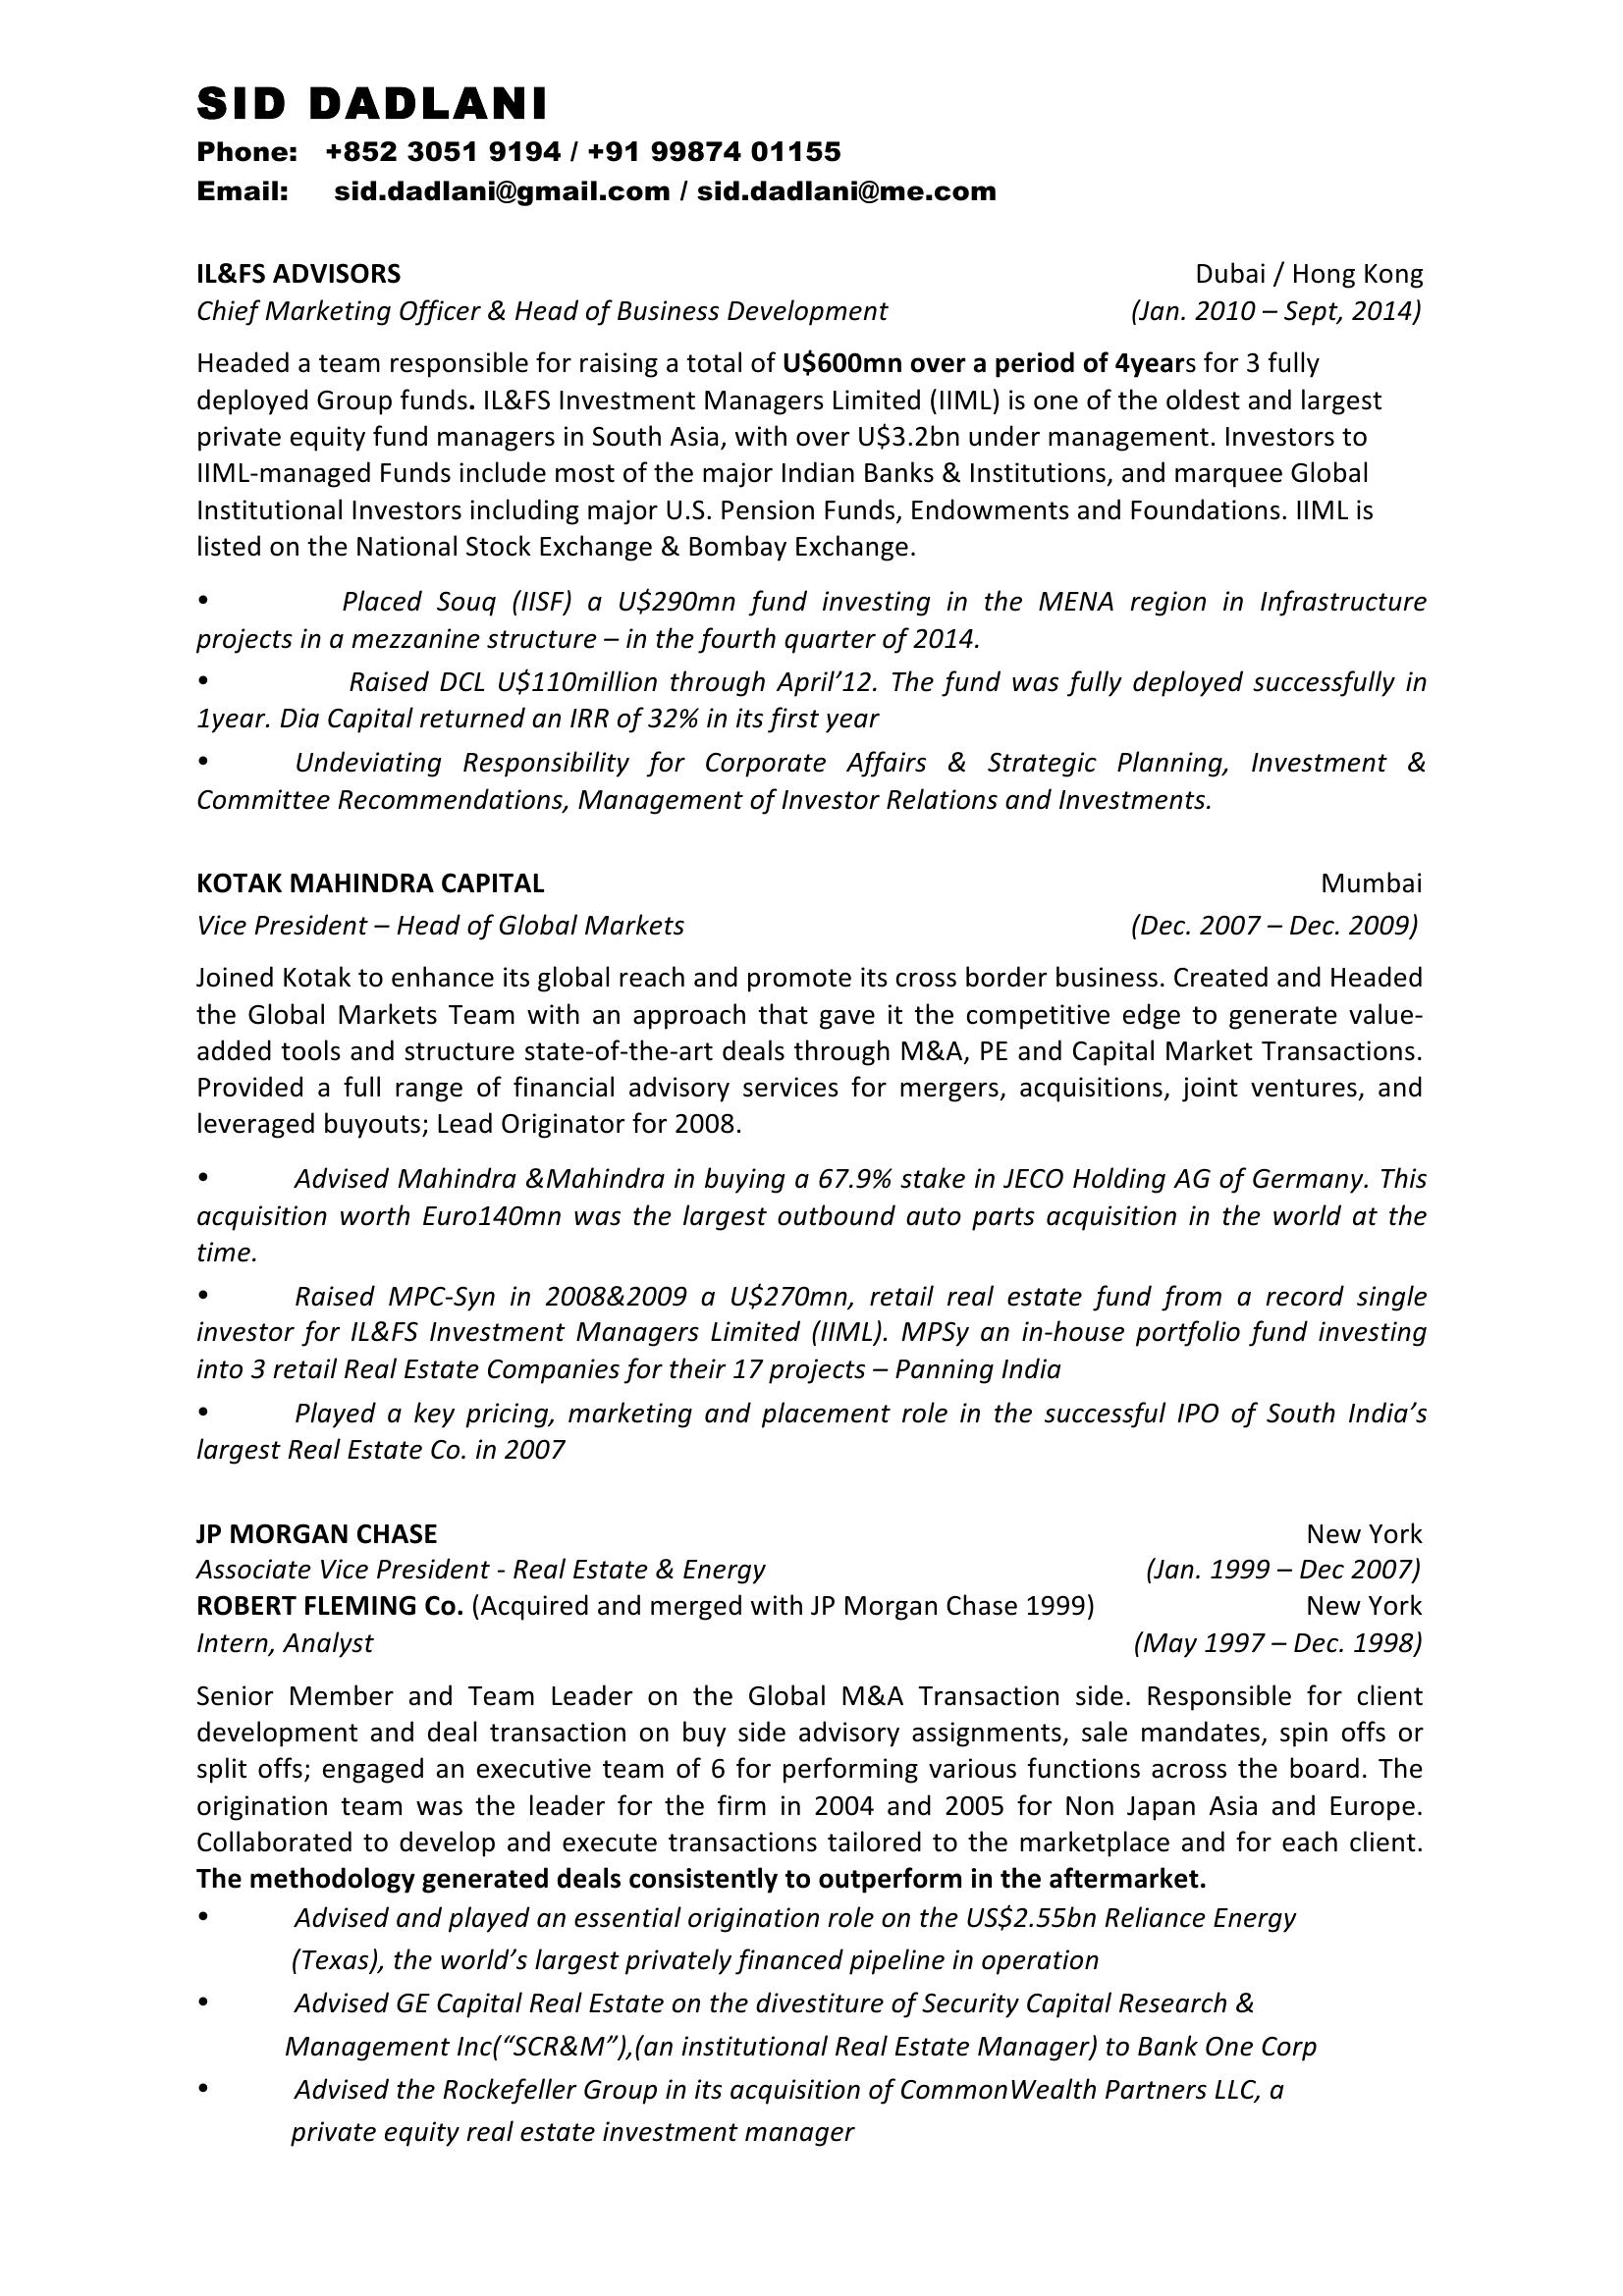 SID DADLANI
Phone: +852 3051 9194 / +91 99874 01155
Email: sid.dadlani@gmail.com / sid.dadlani@me.com
IL&FS ADVISORS Dubai / Hong Kong
Chief Marketing Officer & Head of Business Development (Jan. 2010 – Sept, 2014)
Headed a team responsible for raising a total of U$600mn over a period of 4years for 3 fully
deployed Group funds. IL&FS Investment Managers Limited (IIML) is one of the oldest and largest
private equity fund managers in South Asia, with over U$3.2bn under management. Investors to
IIML-managed Funds include most of the major Indian Banks & Institutions, and marquee Global
Institutional Investors including major U.S. Pension Funds, Endowments and Foundations. IIML is
listed on the National Stock Exchange & Bombay Exchange.
• Placed Souq (IISF) a U$290mn fund investing in the MENA region in Infrastructure
projects in a mezzanine structure – in the fourth quarter of 2014.
• Raised DCL U$110million through April’12. The fund was fully deployed successfully in
1year. Dia Capital returned an IRR of 32% in its first year
• Undeviating Responsibility for Corporate Affairs & Strategic Planning, Investment &
Committee Recommendations, Management of Investor Relations and Investments.
KOTAK MAHINDRA CAPITAL Mumbai
Vice President – Head of Global Markets (Dec. 2007 – Dec. 2009)
Joined Kotak to enhance its global reach and promote its cross border business. Created and Headed
the Global Markets Team with an approach that gave it the competitive edge to generate value-
added tools and structure state-of-the-art deals through M&A, PE and Capital Market Transactions.
Provided a full range of financial advisory services for mergers, acquisitions, joint ventures, and
leveraged buyouts; Lead Originator for 2008.
• Advised Mahindra &Mahindra in buying a 67.9% stake in JECO Holding AG of Germany. This
acquisition worth Euro140mn was the largest outbound auto parts acquisition in the world at the
time.
• Raised MPC-Syn in 2008&2009 a U$270mn, retail real estate fund from a record single
investor for IL&FS Investment Managers Limited (IIML). MPSy an in-house portfolio fund investing
into 3 retail Real Estate Companies for their 17 projects – Panning India
• Played a key pricing, marketing and placement role in the successful IPO of South India’s
largest Real Estate Co. in 2007
JP MORGAN CHASE New York
Associate Vice President - Real Estate & Energy (Jan. 1999 – Dec 2007)
ROBERT FLEMING Co. (Acquired and merged with JP Morgan Chase 1999) New York
Intern, Analyst (May 1997 – Dec. 1998)
Senior Member and Team Leader on the Global M&A Transaction side. Responsible for client
development and deal transaction on buy side advisory assignments, sale mandates, spin offs or
split offs; engaged an executive team of 6 for performing various functions across the board. The
origination team was the leader for the firm in 2004 and 2005 for Non Japan Asia and Europe.
Collaborated to develop and execute transactions tailored to the marketplace and for each client.
The methodology generated deals consistently to outperform in the aftermarket.
• Advised and played an essential origination role on the US$2.55bn Reliance Energy
(Texas), the world’s largest privately financed pipeline in operation
• Advised GE Capital Real Estate on the divestiture of Security Capital Research &
Management Inc(“SCR&M”),(an institutional Real Estate Manager) to Bank One Corp
• Advised the Rockefeller Group in its acquisition of CommonWealth Partners LLC, a
private equity real estate investment manager